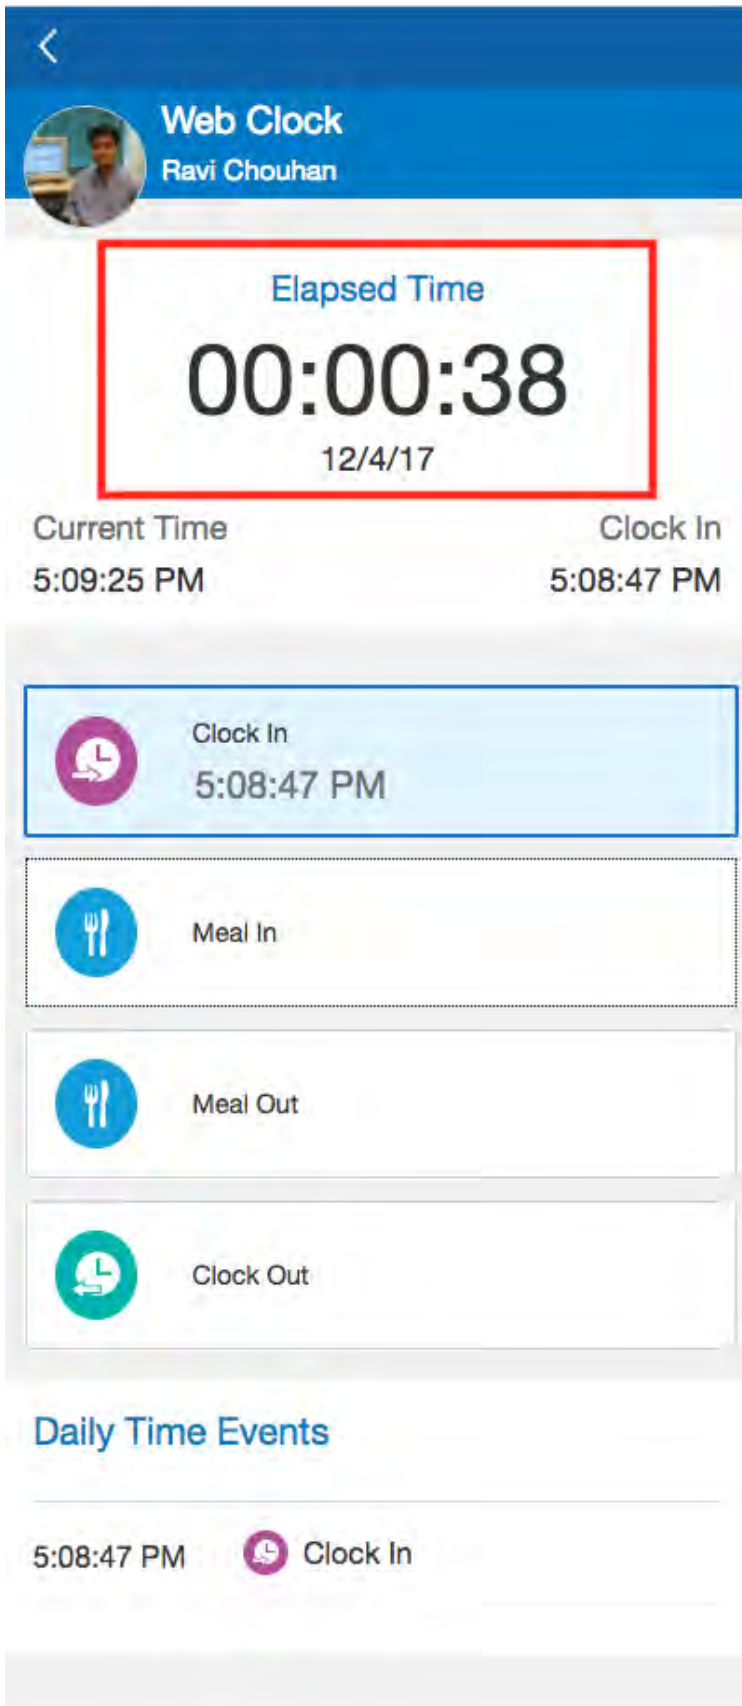 Web Clock
Ravi Chouhan
Elapsed Time
00:00:38
12/4/17
Current Time Clock In
5:09:25 PM 5:08:47 PM
Clock In
5:08:47 PM
Meal In
Meal Out
Clock Out
Daily Time Events
5:08:47 PM Clock In